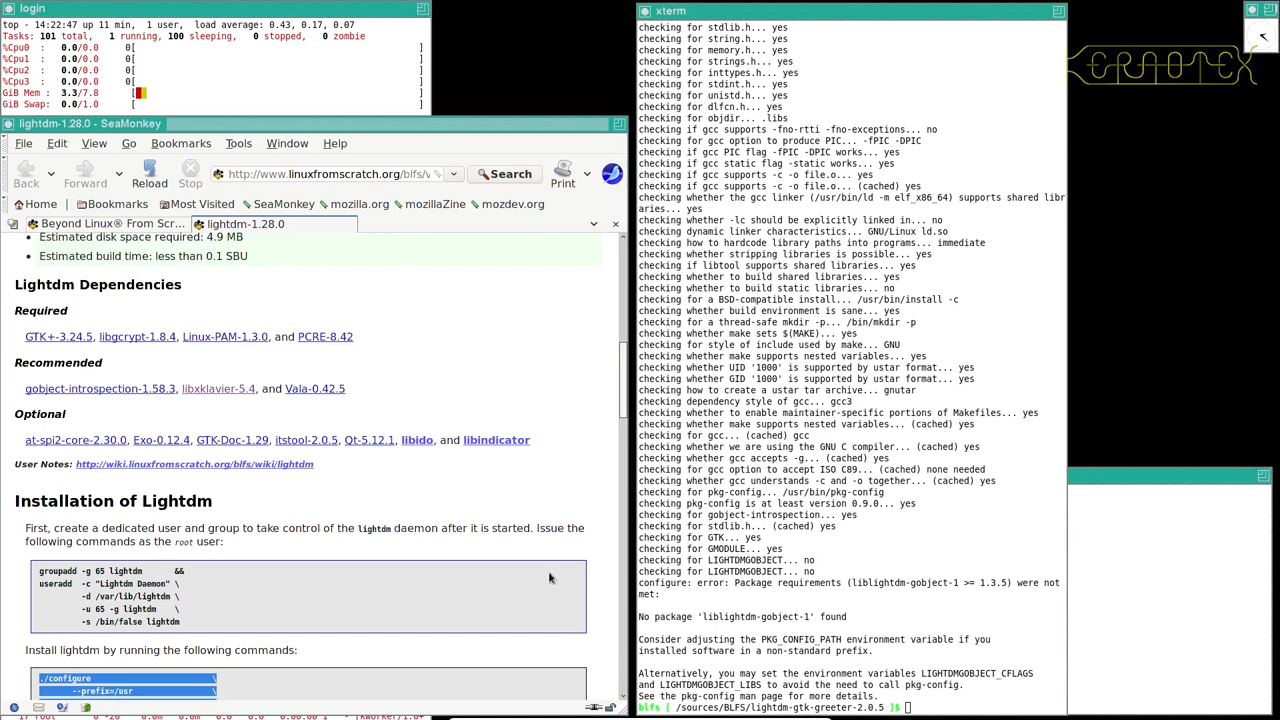 login
top - 14:22:47 up 11 min,  1 user,  load average: 0.43, 0.17, 0.07
Tasks: 101 total,   1 running, 100 sleeping,   0 stopped,   0 zombie
%Cpu0  :   0.0/0.0     0[                                        ]
%Cpu1  :   0.0/0.0     0[                                        ]
%Cpu2  :   0.0/0.0     0[                                        ]
%Cpu3  :   0.0/0.0     0[                                        ]
GiB Mem :  3.3/7.8      [                                        ]
GiB Swap:  0.0/1.0      [                                        ]
lightdm-1.28.0 - SeaMonkey
File Edit View Go Bookmarks Tools Window Help
Back Forward Reload Stop http://www.linuxfromscratch.org/blfs/v Search Print
Home Bookmarks Most Visited SeaMonkey mozilla.org mozillaZine mozdev.org
Beyond Linux® From Scr... lightdm-1.28.0
• Estimated disk space required: 4.9 MB
• Estimated build time: less than 0.1 SBU
Lightdm Dependencies
Required
GTK+-3.24.5, libgcrypt-1.8.4, Linux-PAM-1.3.0, and PCRE-8.42
Recommended
gobject-introspection-1.58.3, libxklavier-5.4, and Vala-0.42.5
Optional
at-spi2-core-2.30.0, Exo-0.12.4, GTK-Doc-1.29, itstool-2.0.5, Qt-5.12.1, libido, and libindicator
User Notes: http://wiki.linuxfromscratch.org/blfs/wiki/lightdm
Installation of Lightdm
First, create a dedicated user and group to take control of the lightdm daemon after it is started. Issue the
following commands as the root user:
groupadd -g 65 lightdm       &&
useradd  -c "Lightdm Daemon" \
         -d /var/lib/lightdm \
         -u 65 -g lightdm    \
         -s /bin/false lightdm
Install lightdm by running the following commands:
./configure                          \
       --prefix=/usr                 \
xterm
checking for stdlib.h... yes
checking for string.h... yes
checking for memory.h... yes
checking for strings.h... yes
checking for inttypes.h... yes
checking for stdint.h... yes
checking for unistd.h... yes
checking for dlfcn.h... yes
checking for objdir... .libs
checking if gcc supports -fno-rtti -fno-exceptions... no
checking for gcc option to produce PIC... -fPIC -DPIC
checking if gcc PIC flag -fPIC -DPIC works... yes
checking if gcc static flag -static works... yes
checking if gcc supports -c -o file.o... yes
checking if gcc supports -c -o file.o... (cached) yes
checking whether the gcc linker (/usr/bin/ld -m elf_x86_64) supports shared libr
aries... yes
checking whether -lc should be explicitly linked in... no
checking dynamic linker characteristics... GNU/Linux ld.so
checking how to hardcode library paths into programs... immediate
checking whether stripping libraries is possible... yes
checking if libtool supports shared libraries... yes
checking whether to build shared libraries... yes
checking whether to build static libraries... no
checking for a BSD-compatible install... /usr/bin/install -c
checking whether build environment is sane... yes
checking for a thread-safe mkdir -p... /bin/mkdir -p
checking whether make sets $(MAKE)... yes
checking for style of include used by make... GNU
checking whether make supports nested variables... yes
checking whether UID '1000' is supported by ustar format... yes
checking whether GID '1000' is supported by ustar format... yes
checking how to create a ustar tar archive... gnutar
checking dependency style of gcc... gcc3
checking whether to enable maintainer-specific portions of Makefiles... yes
checking whether make supports nested variables... (cached) yes
checking for gcc... (cached) gcc
checking whether we are using the GNU C compiler... (cached) yes
checking whether gcc accepts -g... (cached) yes
checking for gcc option to accept ISO C89... (cached) none needed
checking whether gcc understands -c and -o together... (cached) yes
checking for pkg-config... /usr/bin/pkg-config
checking pkg-config is at least version 0.9.0... yes
checking for gobject-introspection... yes
checking for stdlib.h... (cached) yes
checking for GTK... yes
checking for GMODULE... yes
checking for LIGHTDMGOBJECT... no
checking for LIGHTDMGOBJECT... no
configure: error: Package requirements (liblightdm-gobject-1 >= 1.3.5) were not
met:
No package 'liblightdm-gobject-1' found
Consider adjusting the PKG_CONFIG_PATH environment variable if you
installed software in a non-standard prefix.
Alternatively, you may set the environment variables LIGHTDMGOBJECT_CFLAGS
and LIGHTDMGOBJECT_LIBS to avoid the need to call pkg-config.
See the pkg-config man page for more details.
blfs [ /sources/BLFS/lightdm-gtk-greeter-2.0.5 ]$